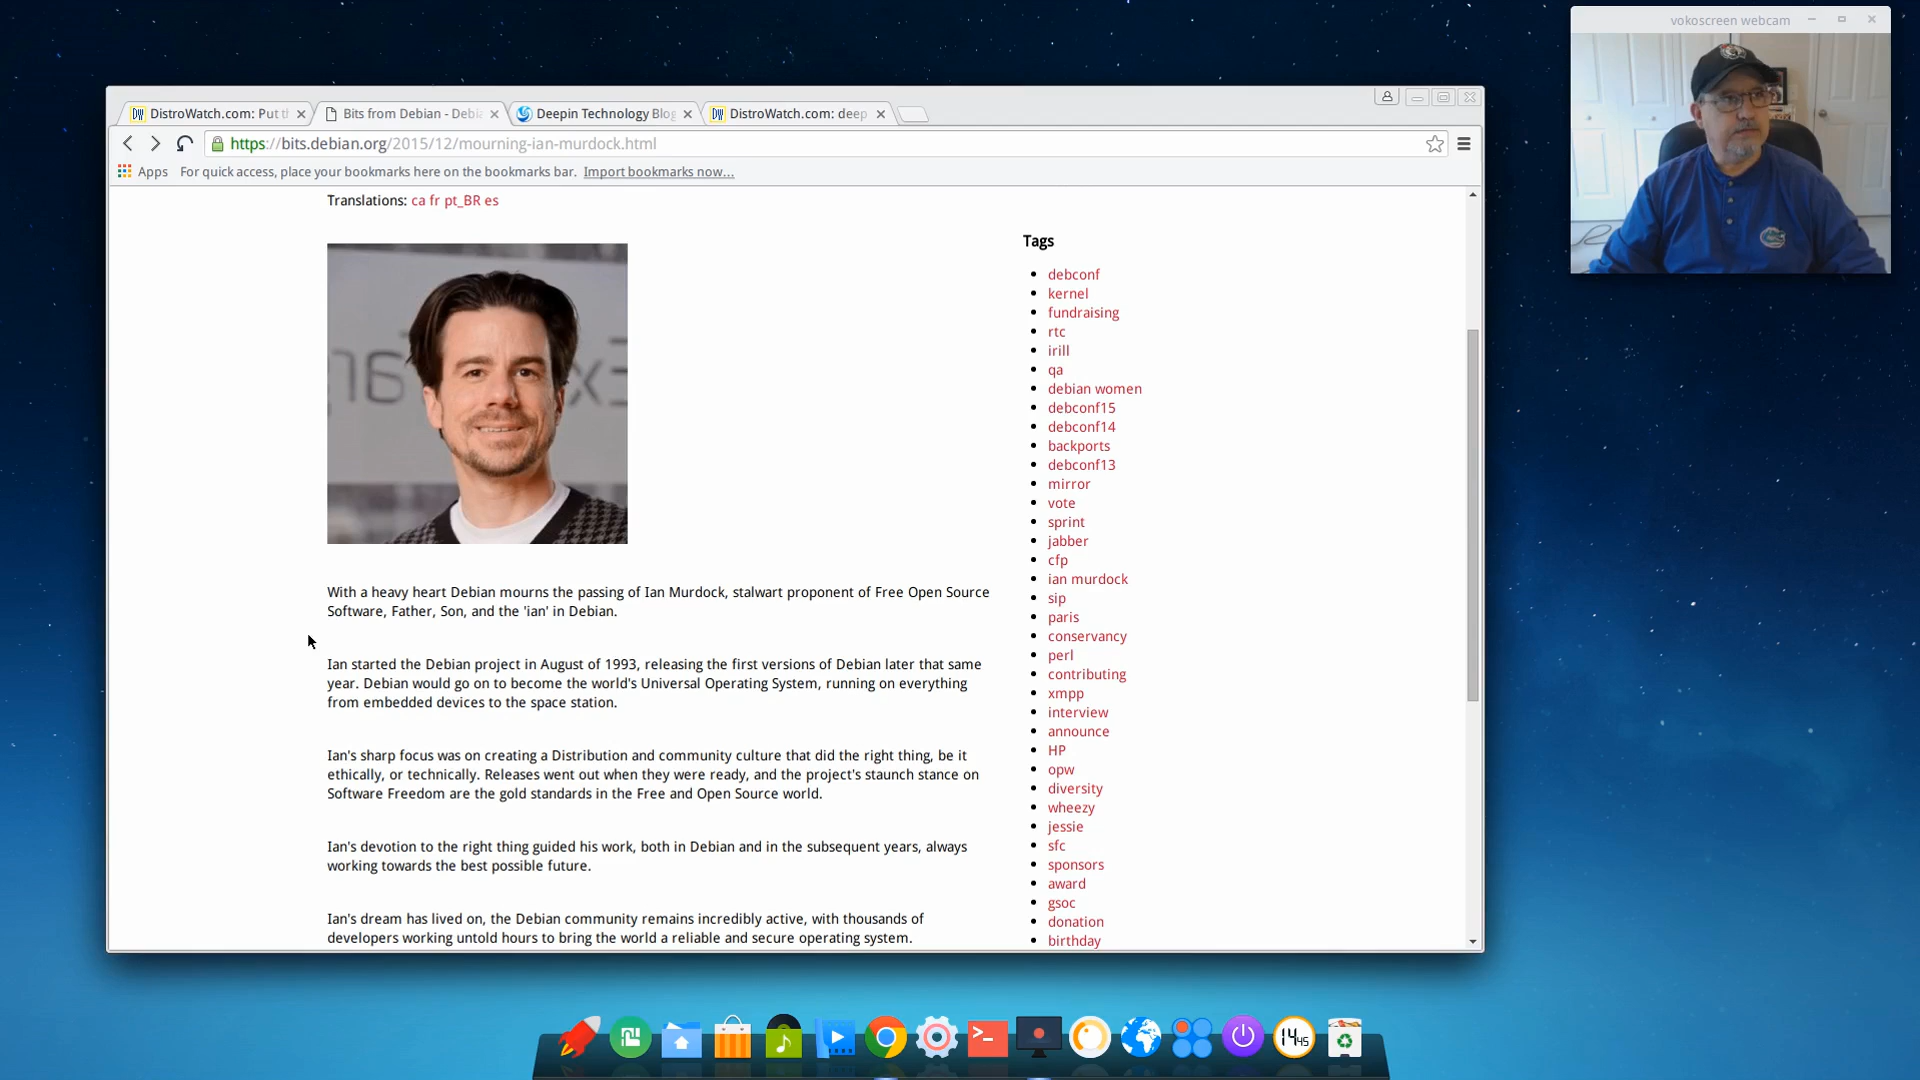 vokoscreen webcam
DistroWatch.com: Put t
Bits from Debian - Debi
Deepin Technology Blog
DistroWatch.com: deep
https://bits.debian.org/2015/12/mourning-ian-murdock.html
Apps For quick access, place your bookmarks here on the bookmarks bar. Import bookmarks now...
Translations: ca fr pt_BR es
With a heavy heart Debian mourns the passing of Ian Murdock, stalwart proponent of Free Open Source
Software, Father, Son, and the 'ian' in Debian.
Ian started the Debian project in August of 1993, releasing the first versions of Debian later that same
year. Debian would go on to become the world's Universal Operating System, running on everything
from embedded devices to the space station.
Ian's sharp focus was on creating a Distribution and community culture that did the right thing, be it
ethically, or technically. Releases went out when they were ready, and the project's staunch stance on
Software Freedom are the gold standards in the Free and Open Source world.
Ian's devotion to the right thing guided his work, both in Debian and in the subsequent years, always
working towards the best possible future.
Ian's dream has lived on, the Debian community remains incredibly active, with thousands of
developers working untold hours to bring the world a reliable and secure operating system.
Tags
debconf
kernel
fundraising
rtc
irill
qa
debian women
debconf15
debconf14
backports
debconf13
mirror
vote
sprint
jabber
cfp
ian murdock
sip
paris
conservancy
perl
contributing
xmpp
interview
announce
HP
opw
diversity
wheezy
jessie
sfc
sponsors
award
gsoc
donation
birthday
14 45